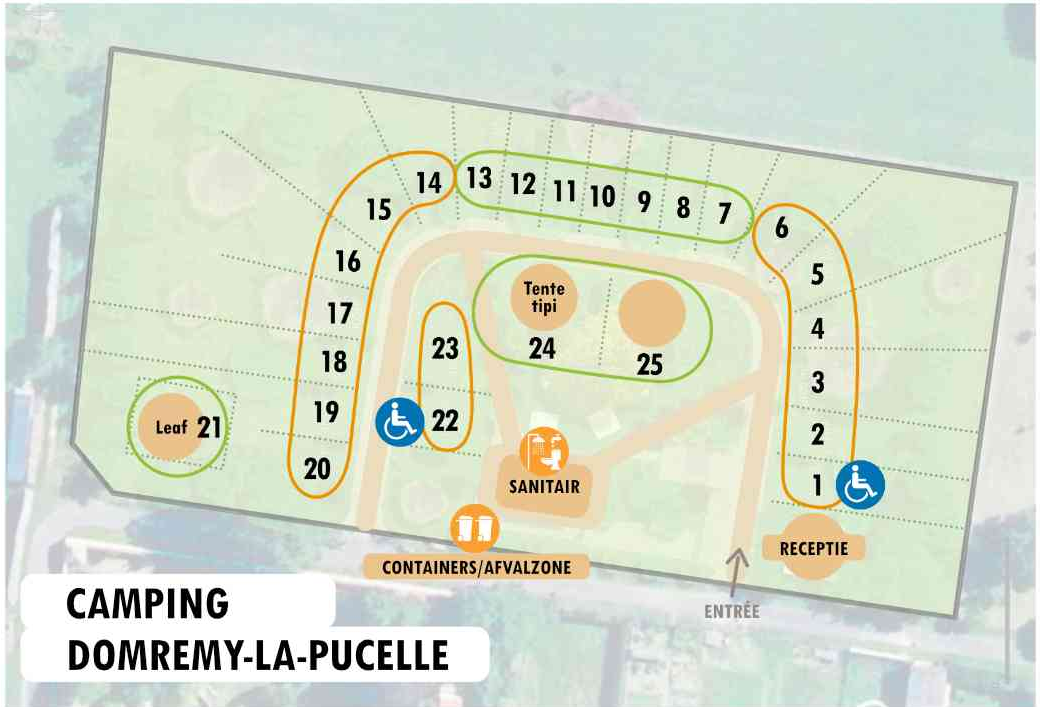 14
13
12
11
10
9
8
7
6
15
16
17
18
19
20
5
4
3
2
1
Tente
tipi
24
25
23
22
Leaf 21
SANITAIR
CONTAINERS/AFVALZONE
RECEPTIE
ENTRÉE
CAMPING
DOMREMY-LA-PUCELLE